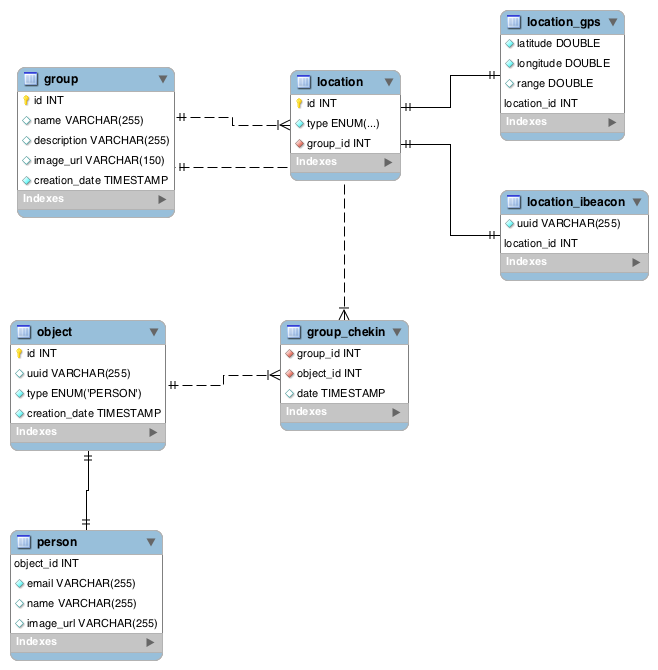 group
id INT
name VARCHAR(255)
description VARCHAR(255)
image_url VARCHAR(150)
creation_date TIMESTAMP
Indexes
location
id INT
type ENUM(...)
group_id INT
Indexes
location_gps
latitude DOUBLE
longitude DOUBLE
range DOUBLE
location_id INT
Indexes
location_ibeacon
uuid VARCHAR(255)
location_id INT
Indexes
object
id INT
uuid VARCHAR(255)
type ENUM('PERSON')
creation_date TIMESTAMP
Indexes
group_chekin
group_id INT
object_id INT
date TIMESTAMP
Indexes
person
object_id INT
email VARCHAR(255)
name VARCHAR(255)
image_url VARCHAR(255)
Indexes